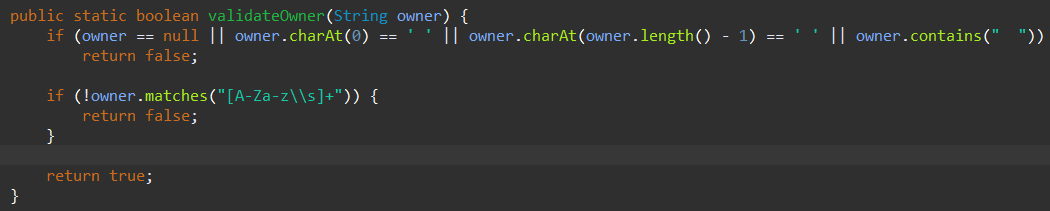 public static boolean validateOwner(String owner) {
    if (owner == null || owner.charAt(0) == ' ' || owner.charAt(owner.length() - 1) == ' ' || owner.contains("  "))
        return false;

    if (!owner.matches("[A-Za-z\\s]+")) {
        return false;
    }

    return true;
}